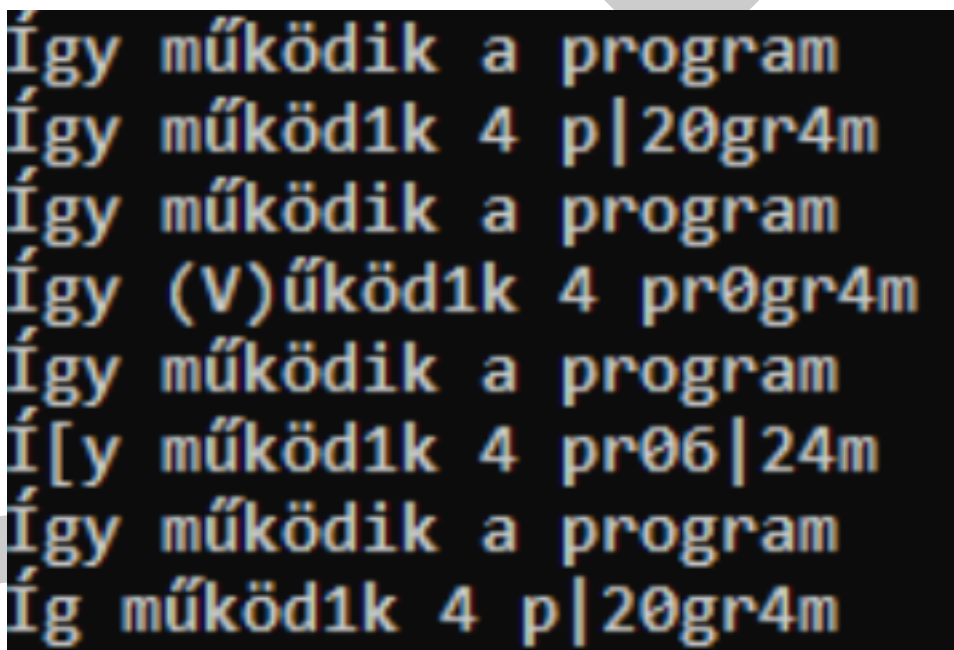 Így működik a program
Így működ1k 4 p|20gr4m
Így működik a program
Így (V)űköd1k 4 pr0gr4m
Így működik a program
Í[y működ1k 4 pr06|24m
Így működik a program
Íg működ1k 4 p|20gr4m